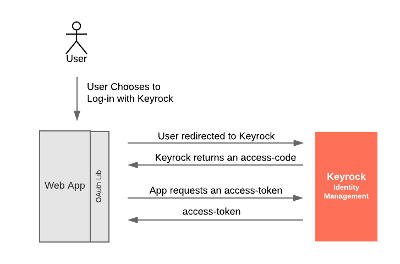 User
User Chooses to
Log-in with Keyrock
Web App
OAuth Lib
User redirected to Keyrock
Keyrock returns an access-code
App requests an access-token
access-token
Keyrock
Identity
Management